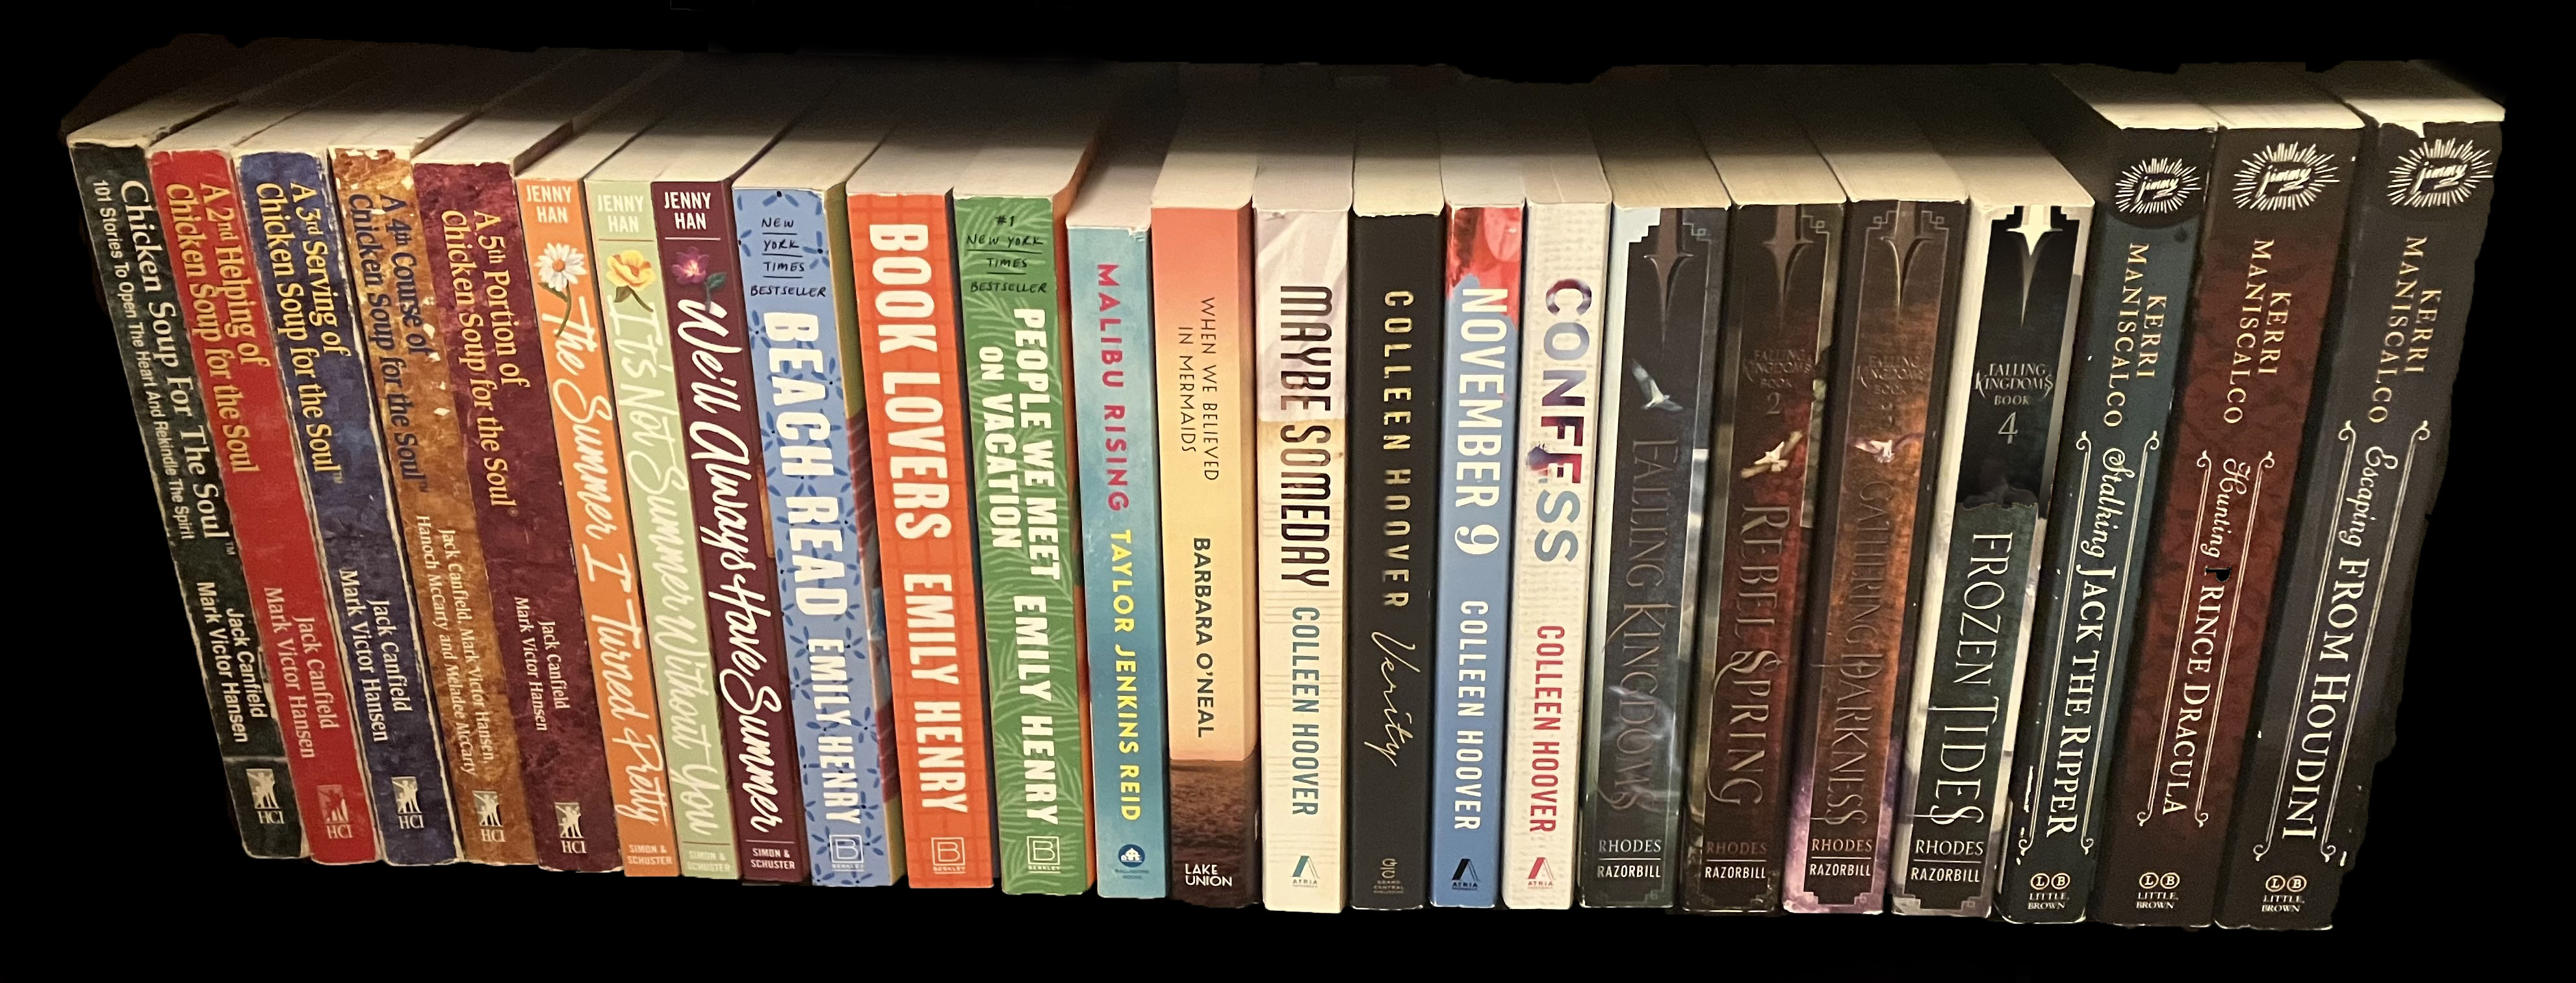 Chicken Soup For The Soul™
101 Stories To Open The Heart And Rekindle The Spirit
Jack Canfield
Mark Victor Hansen
HCI
A 2nd Helping of
Chicken Soup for the Soul
Jack Canfield
Mark Victor Hansen
HCI
A 3rd Serving of
Chicken Soup for the Soul™
Jack Canfield
Mark Victor Hansen
HCI
A 4th Course of
Chicken Soup for the Soul™
Jack Canfield, Mark Victor Hansen,
Hanoch McCarty and Meladee McCarty
HCI
A 5th Portion of
Chicken Soup for the Soul®
Jack Canfield
Mark Victor Hansen
HCI
JENNY
HAN
The Summer I Turned Pretty
SIMON &
SCHUSTER
JENNY
HAN
It's Not Summer Without You
SIMON &
SCHUSTER
JENNY
HAN
We'll Always Have Summer
SIMON &
SCHUSTER
NEW
YORK
TIMES
BESTSELLER
BEACH READ EMILY HENRY
B
BERKLEY
BOOK LOVERS EMILY HENRY
B
BERKLEY
#1
NEW YORK
TIMES
BESTSELLER
PEOPLE WE MEET
ON VACATION
EMILY HENRY
B
BERKLEY
MALIBU RISING TAYLOR JENKINS REID
BALLANTINE
BOOKS
WHEN WE BELIEVED
IN MERMAIDS
BARBARA O'NEAL
LAKE
UNION
MAYBE SOMEDAY COLLEEN HOOVER
ATRIA
COLLEEN HOOVER Verity
GRAND
CENTRAL
NOVEMBER 9 COLLEEN HOOVER
ATRIA
CONFESS COLLEEN HOOVER
ATRIA
FALLING KINGDOMS
RHODES
RAZORBILL
FALLING
KINGDOMS
BOOK
2
REBEL SPRING
RHODES
RAZORBILL
FALLING
KINGDOMS
BOOK
GATHERING DARKNESS
RHODES
RAZORBILL
FALLING
KINGDOMS
BOOK
4
FROZEN TIDES
RHODES
RAZORBILL
jimmy
KERRI
MANISCALCO
Stalking JACK THE RIPPER
LB
LITTLE,
BROWN
jimmy
KERRI
MANISCALCO
Hunting PRINCE DRACULA
LB
LITTLE,
BROWN
jimmy
KERRI
MANISCALCO
Escaping FROM HOUDINI
LB
LITTLE,
BROWN